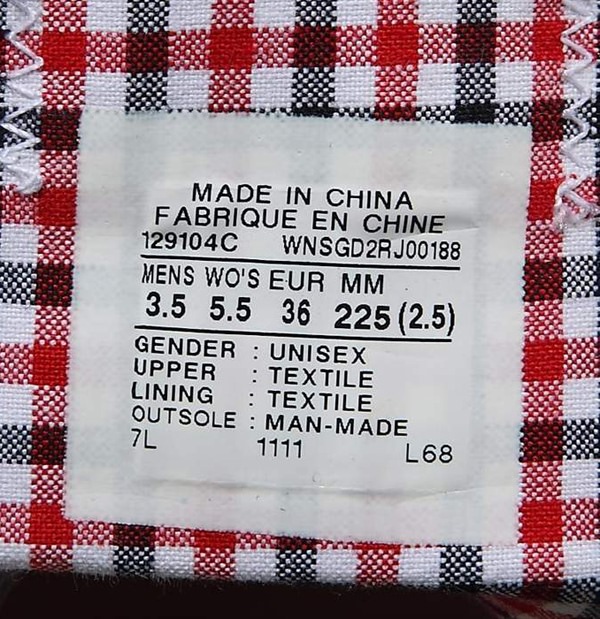 MADE IN CHINA
FABRIQUE EN CHINE
129104C WNSGD2RJ00188
MENS WO'S EUR MM
3.5 5.5 36 225 (2.5)
GENDER : UNISEX
UPPER : TEXTILE
LINING : TEXTILE
OUTSOLE : MAN-MADE
7L 1111 L68